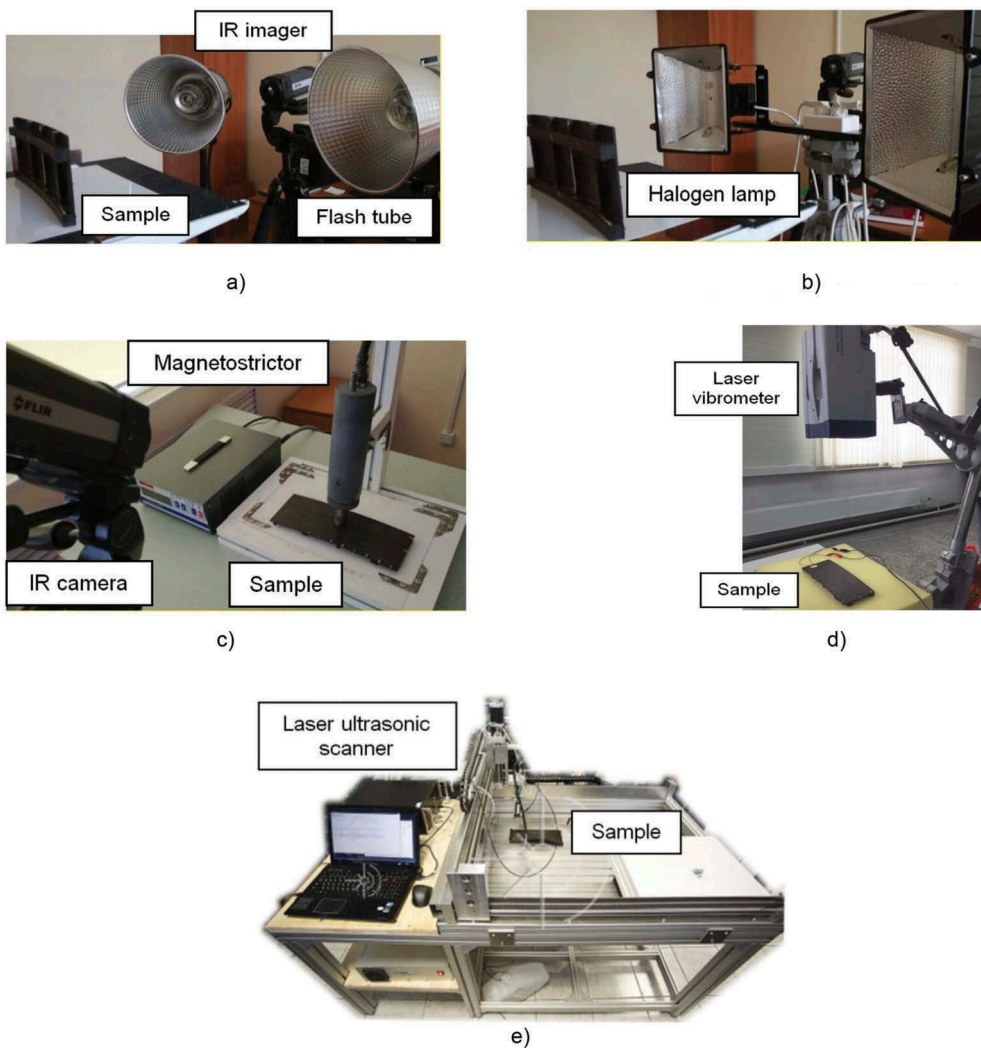 IR imager
Sample
Flash tube
a)
Halogen lamp
b)
Magnetostrictor
FLIR
IR camera
Sample
c)
Laser
vibrometer
Sample
d)
Laser ultrasonic
scanner
Sample
e)